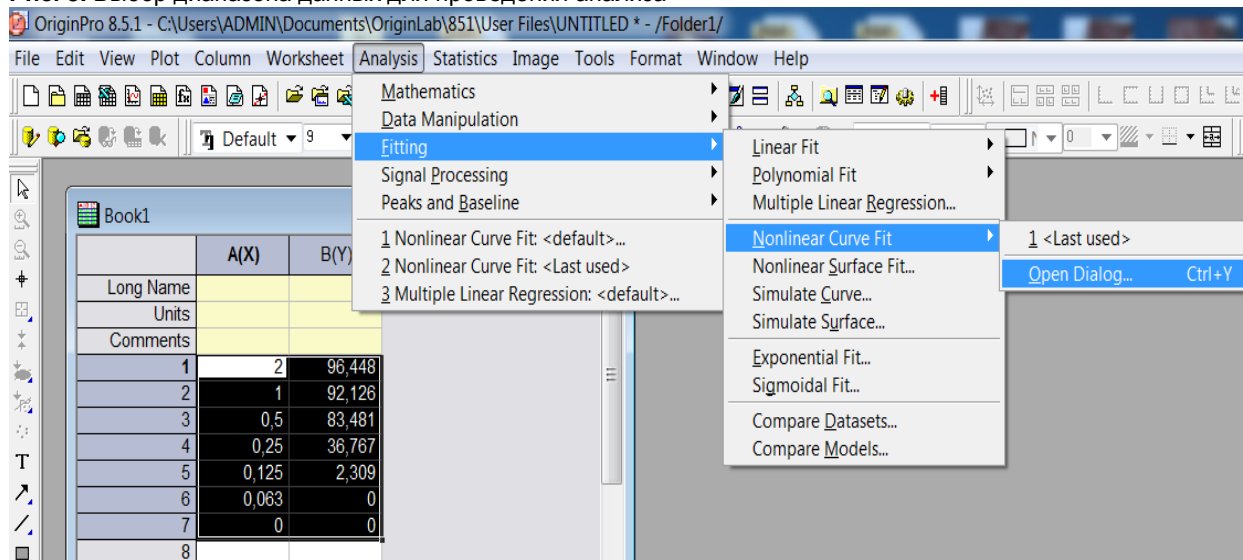 OriginPro 8.5.1 - C:\Users\ADMIN\Documents\OriginLab\851\User Files\UNTITLED * - /Folder1/
File Edit View Plot Column Worksheet Analysis Statistics Image Tools Format Window Help
Default 9 0
Mathematics
Data Manipulation
Fitting
Signal Processing
Peaks and Baseline
1 Nonlinear Curve Fit: <default>...
2 Nonlinear Curve Fit: <Last used>
3 Multiple Linear Regression: <default>...
Linear Fit
Polynomial Fit
Multiple Linear Regression...
Nonlinear Curve Fit
Nonlinear Surface Fit...
Simulate Curve...
Simulate Surface...
Exponential Fit...
Sigmoidal Fit...
Compare Datasets...
Compare Models...
1 <Last used>
Open Dialog... Ctrl+Y
Book1
A(X) B(Y)
Long Name
Units
Comments
1 2 96,448
2 1 92,126
3 0,5 83,481
4 0,25 36,767
5 0,125 2,309
6 0,063 0
7 0 0
8